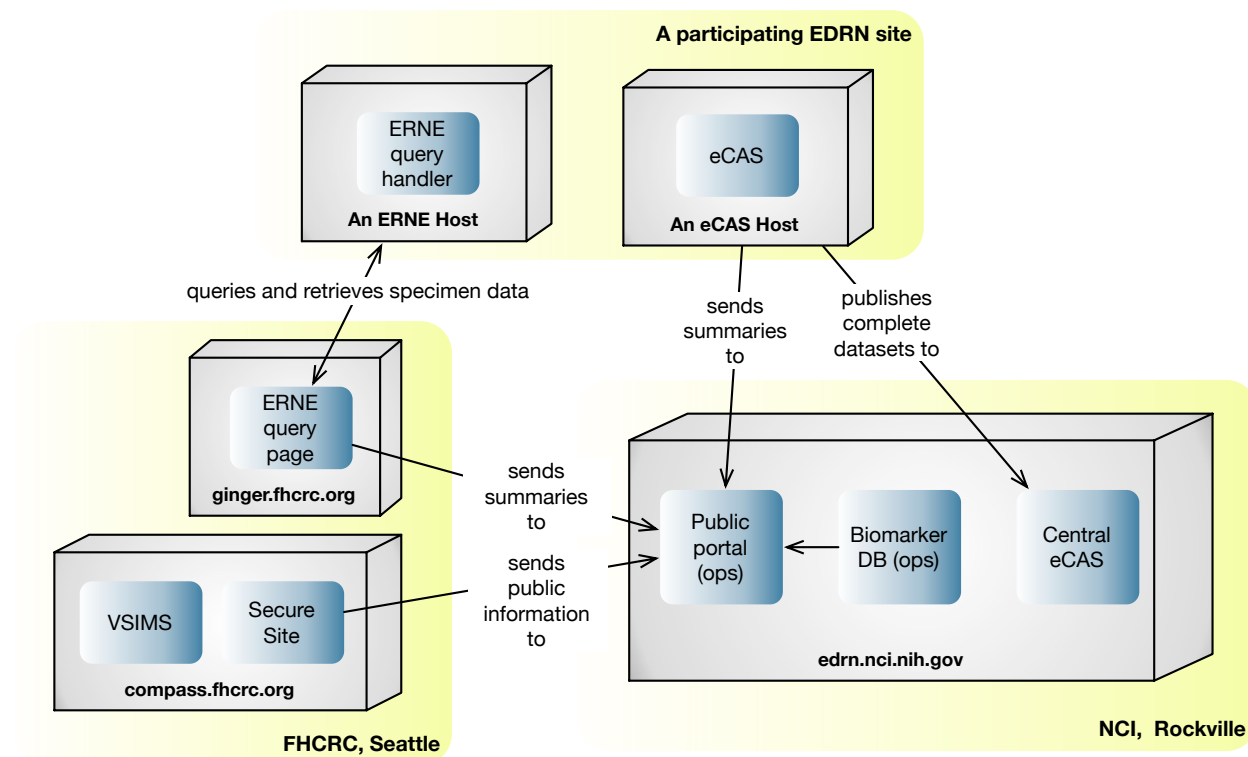 A participating EDRN site
ERNE
query
handler
An ERNE Host
eCAS
An eCAS Host
queries and retrieves specimen data
sends
summaries
to
publishes
complete
datasets to
ERNE
query
page
ginger.fhcrc.org
sends
summaries
to
sends
public
information
to
VSIMS
Secure
Site
compass.fhcrc.org
FHCRC, Seattle
Public
portal
(ops)
Biomarker
DB (ops)
Central
eCAS
edrn.nci.nih.gov
NCI, Rockville